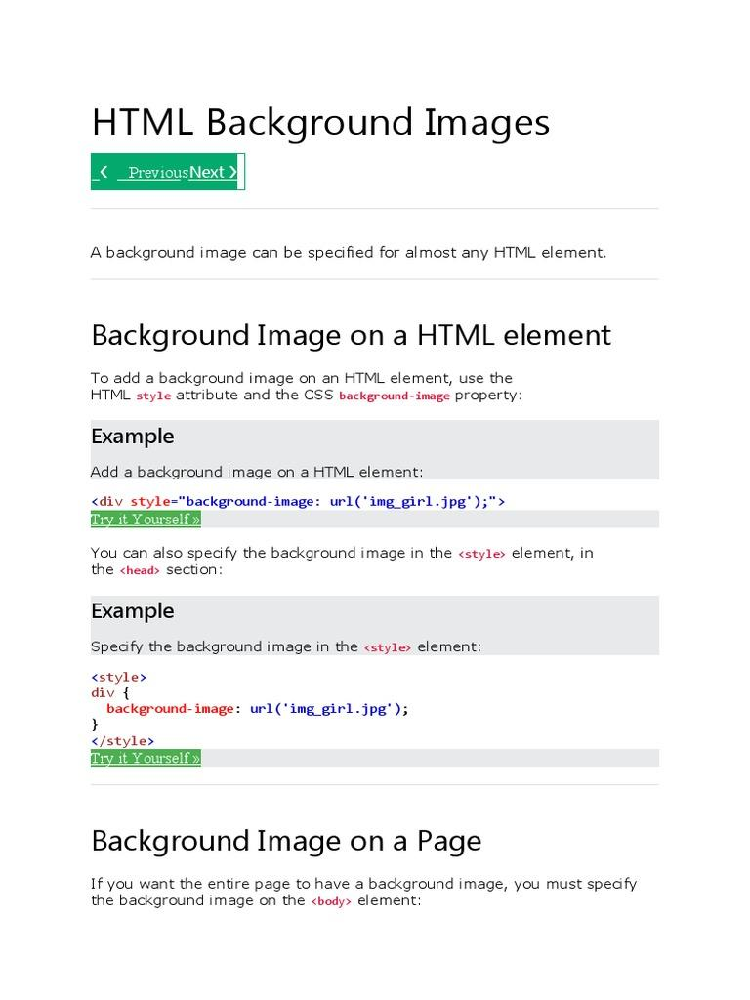 HTML Background Images
❮ PreviousNext ❯
A background image can be specified for almost any HTML element.
Background Image on a HTML element
To add a background image on an HTML element, use the
HTML style attribute and the CSS background-image property:
Example
Add a background image on a HTML element:
<div style="background-image: url('img_girl.jpg');">
Try it Yourself »
You can also specify the background image in the <style> element, in
the <head> section:
Example
Specify the background image in the <style> element:
<style>
div {
  background-image: url('img_girl.jpg');
}
</style>
Try it Yourself »
Background Image on a Page
If you want the entire page to have a background image, you must specify
the background image on the <body> element: